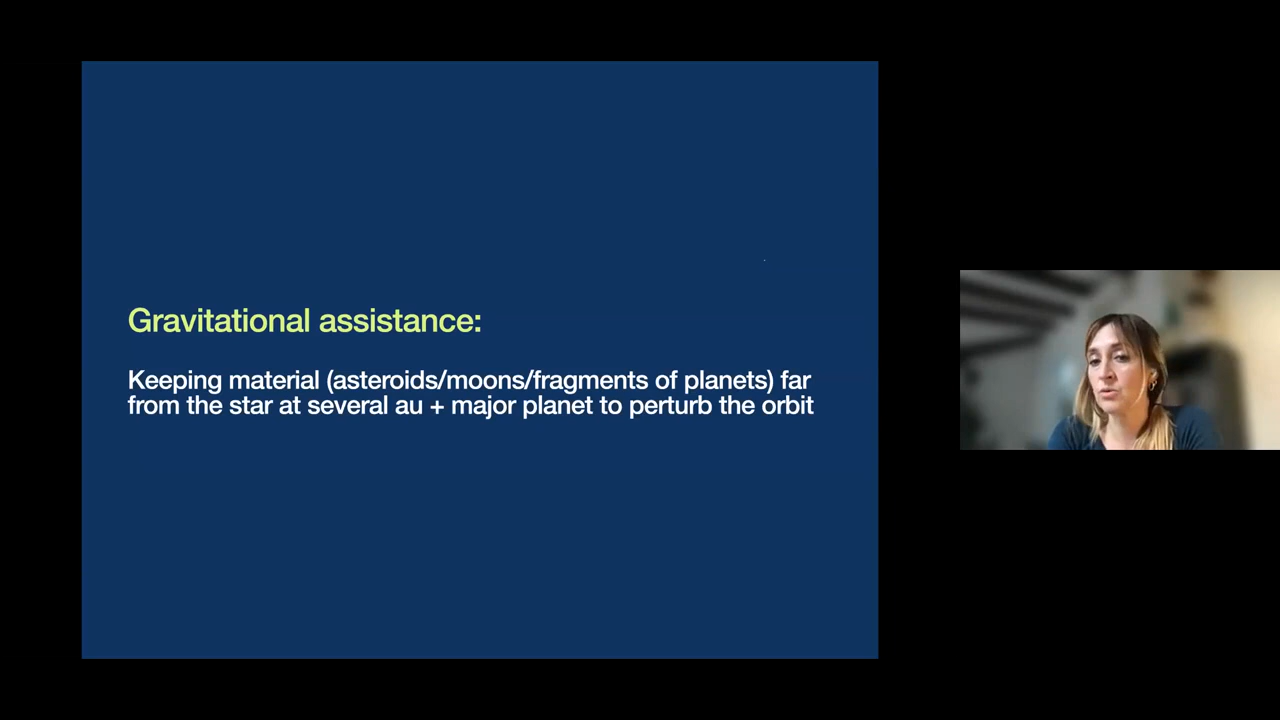 Gravitational assistance:
Keeping material (asteroids/moons/fragments of planets) far
from the star at several au + major planet to perturb the orbit